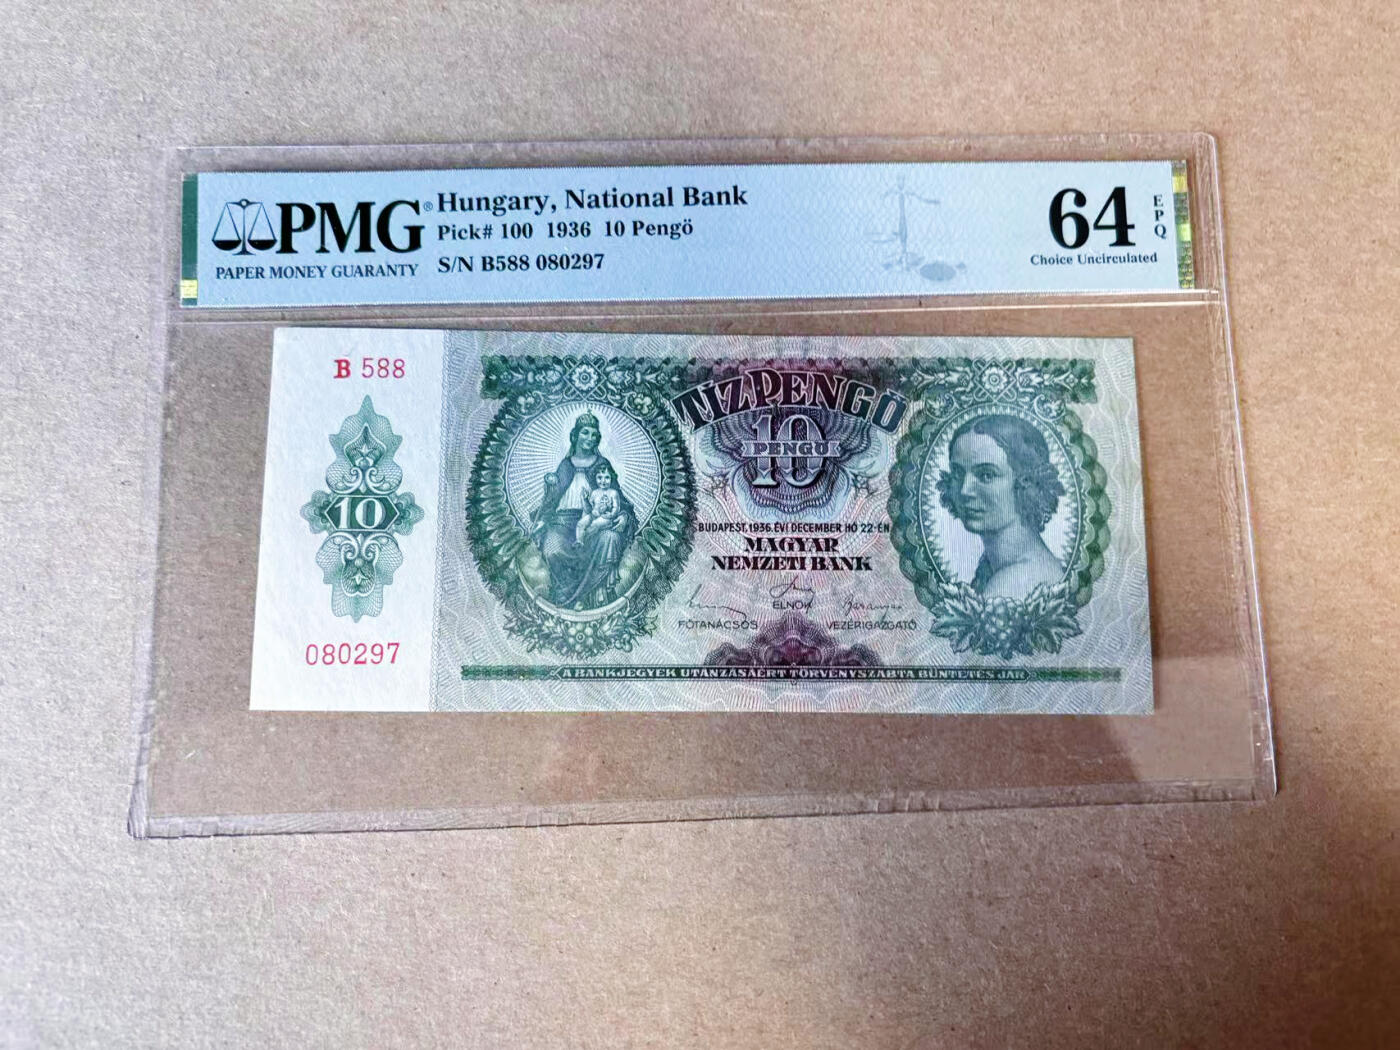 PMG®
PAPER MONEY GUARANTY
Hungary, National Bank
Pick# 100 1936 10 Pengö
S/N B588 080297
64
EPQ
Choice Uncirculated
B 588
10
080297
TÍZPENGŐ
10
PENGŐ
BUDAPEST, 1936. ÉVI DECEMBER HÓ 22-ÉN
MAGYAR
NEMZETI BANK
ELNÖK
FŐTANÁCSOS
VEZÉRIGAZGATÓ
A BANKJEGYEK UTÁNZÁSÁÉRT TÖRVÉNYSZABTA BÜNTETÉS JÁR